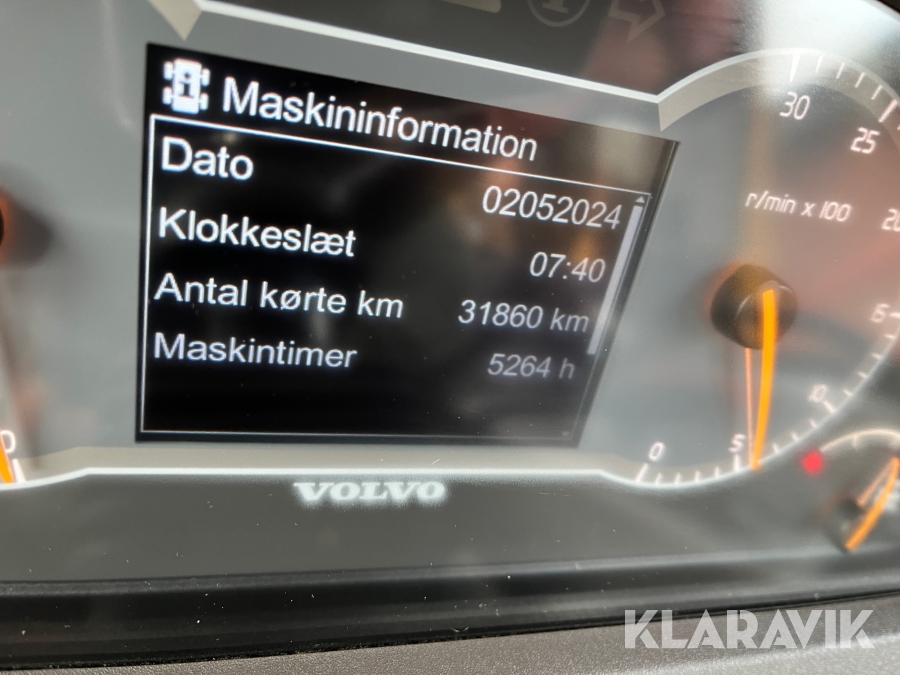 Maskininformation
Dato
02052024
Klokkeslæt
07:40
Antal kørte km 31860 km
Maskintimer 5264 h
30
25
20
r/min x 100
15
10
5
0
0
VOLVO
KLARAVIK